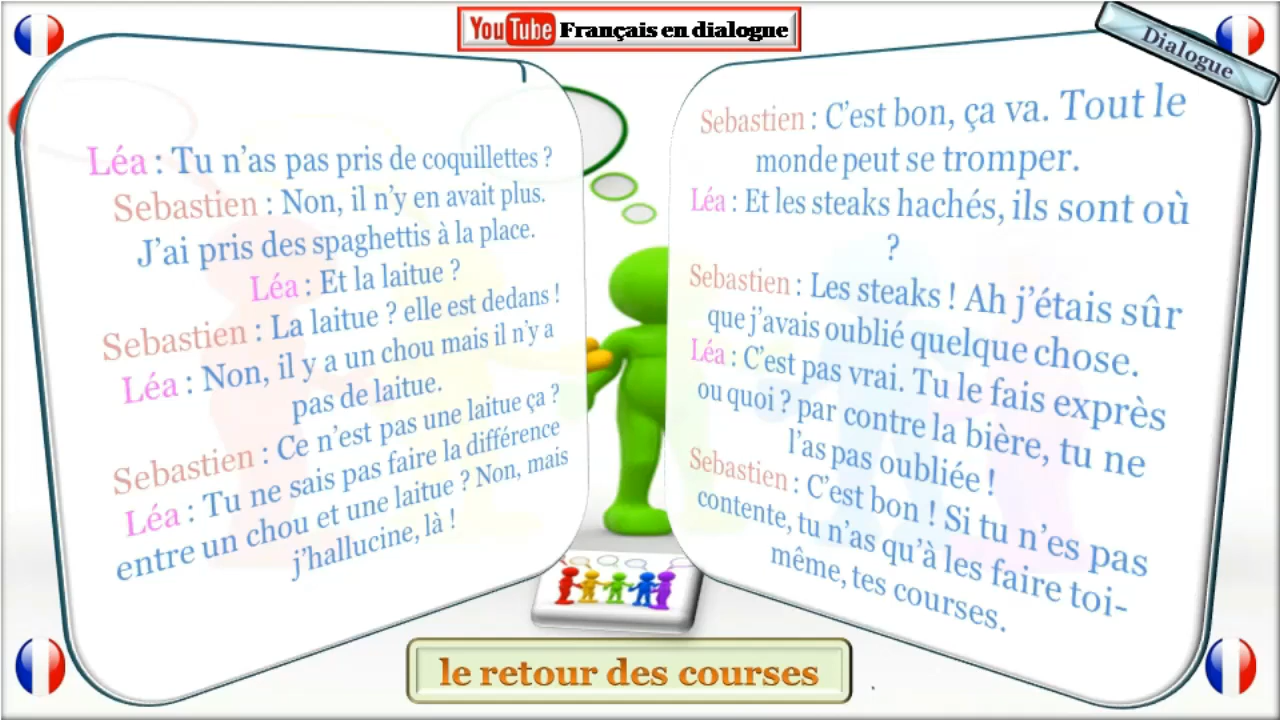 YouTube Français en dialogue
Dialogue
Léa : Tu n'as pas pris de coquillettes ?
Sebastien : Non, il n'y en avait plus.
J'ai pris des spaghettis à la place.
Léa : Et la laitue ?
Sebastien : La laitue ? elle est dedans !
Léa : Non, il y a un chou mais il n'y a
pas de laitue.
Sebastien : Ce n'est pas une laitue ça ?
Léa : Tu ne sais pas faire la différence
entre un chou et une laitue ? Non, mais
j'hallucine, là !
Sebastien : C'est bon, ça va. Tout le
monde peut se tromper.
Léa : Et les steaks hachés, ils sont où
?
Sebastien : Les steaks ! Ah j'étais sûr
que j'avais oublié quelque chose.
Léa : C'est pas vrai. Tu le fais exprès
ou quoi ? par contre la bière, tu ne
l'as pas oubliée !
Sebastien : C'est bon ! Si tu n'es pas
contente, tu n'as qu'à les faire toi-
même, tes courses.
le retour des courses